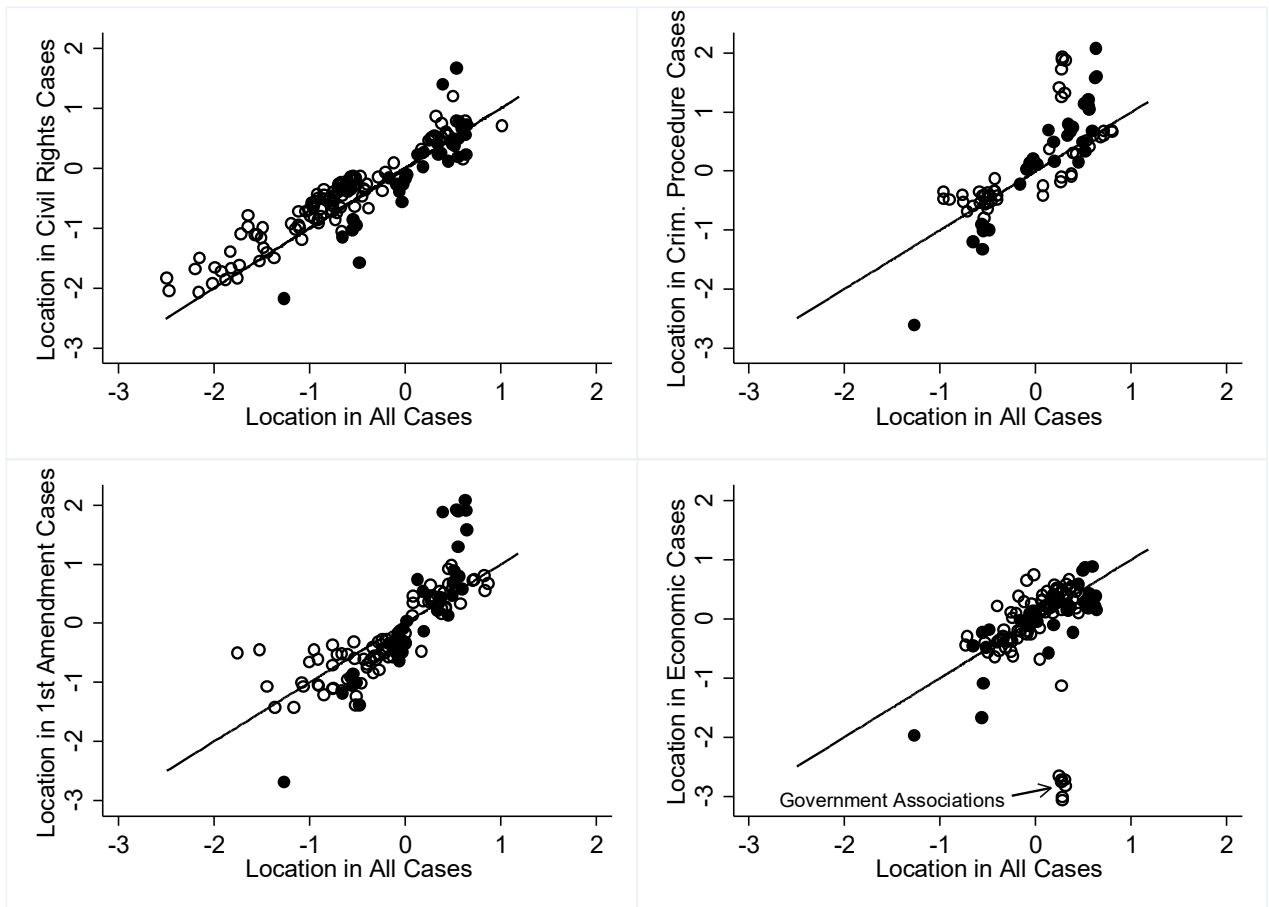 Location in Civil Rights Cases
2
1
0
-1
-2
-3
-3 -2 -1 0 1 2
Location in All Cases
Location in Crim. Procedure Cases
2
1
0
-1
-2
-3
-3 -2 -1 0 1 2
Location in All Cases
Location in 1st Amendment Cases
2
1
0
-1
-2
-3
-3 -2 -1 0 1 2
Location in All Cases
Location in Economic Cases
2
1
0
-1
-2
-3
Government Associations
-3 -2 -1 0 1 2
Location in All Cases